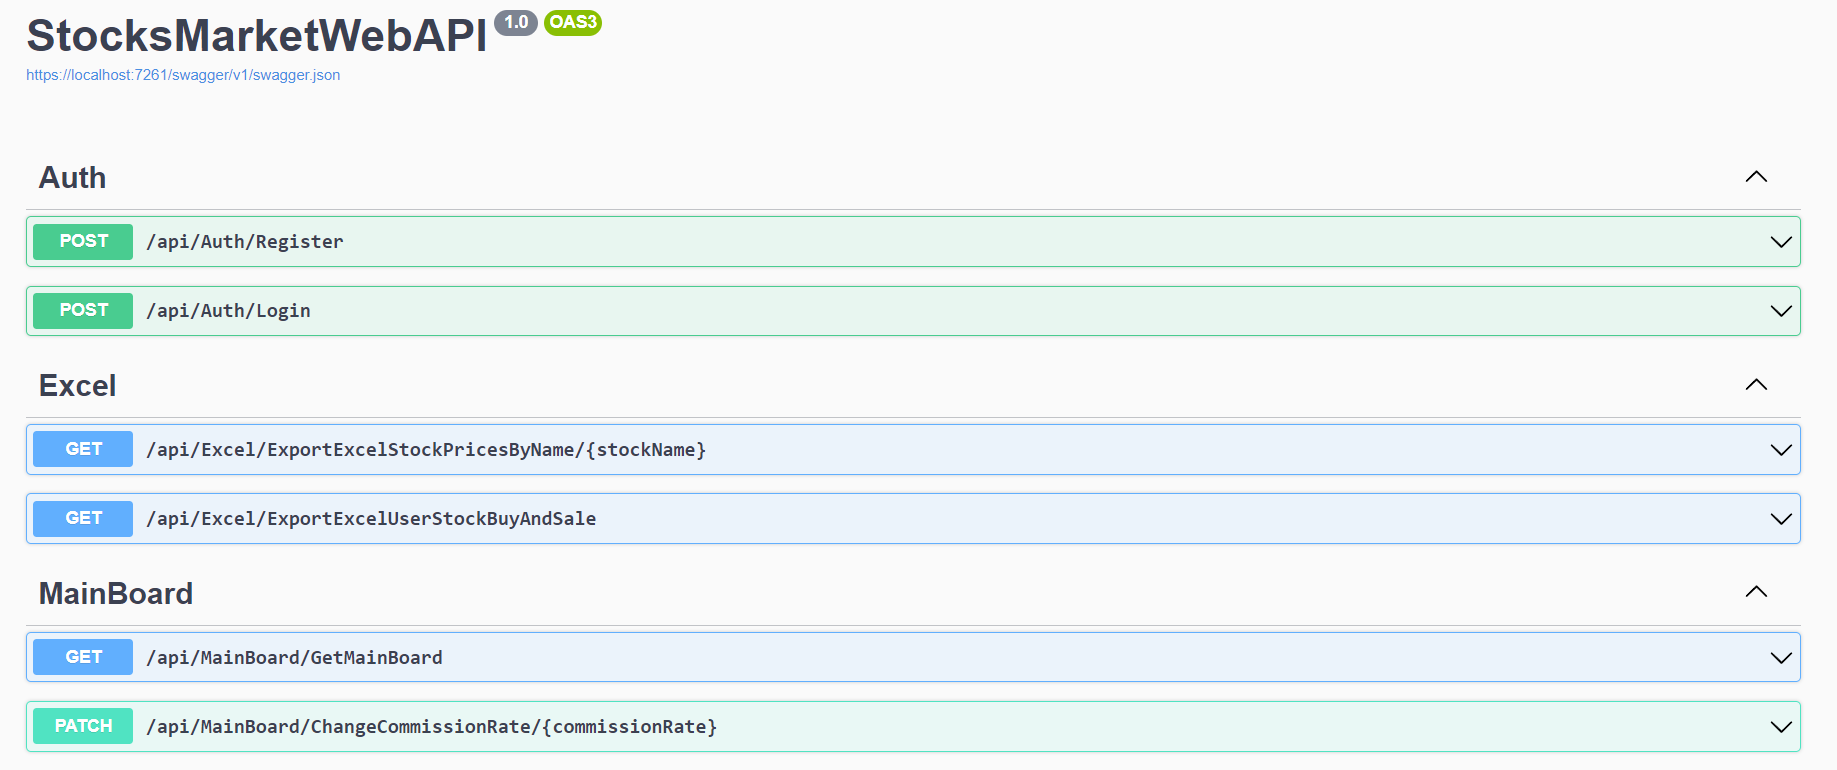 StocksMarketWebAPI 1.0 OAS3
https://localhost:7261/swagger/v1/swagger.json
Auth
POST /api/Auth/Register
POST /api/Auth/Login
Excel
GET /api/Excel/ExportExcelStockPricesByName/{stockName}
GET /api/Excel/ExportExcelUserStockBuyAndSale
MainBoard
GET /api/MainBoard/GetMainBoard
PATCH /api/MainBoard/ChangeCommissionRate/{commissionRate}